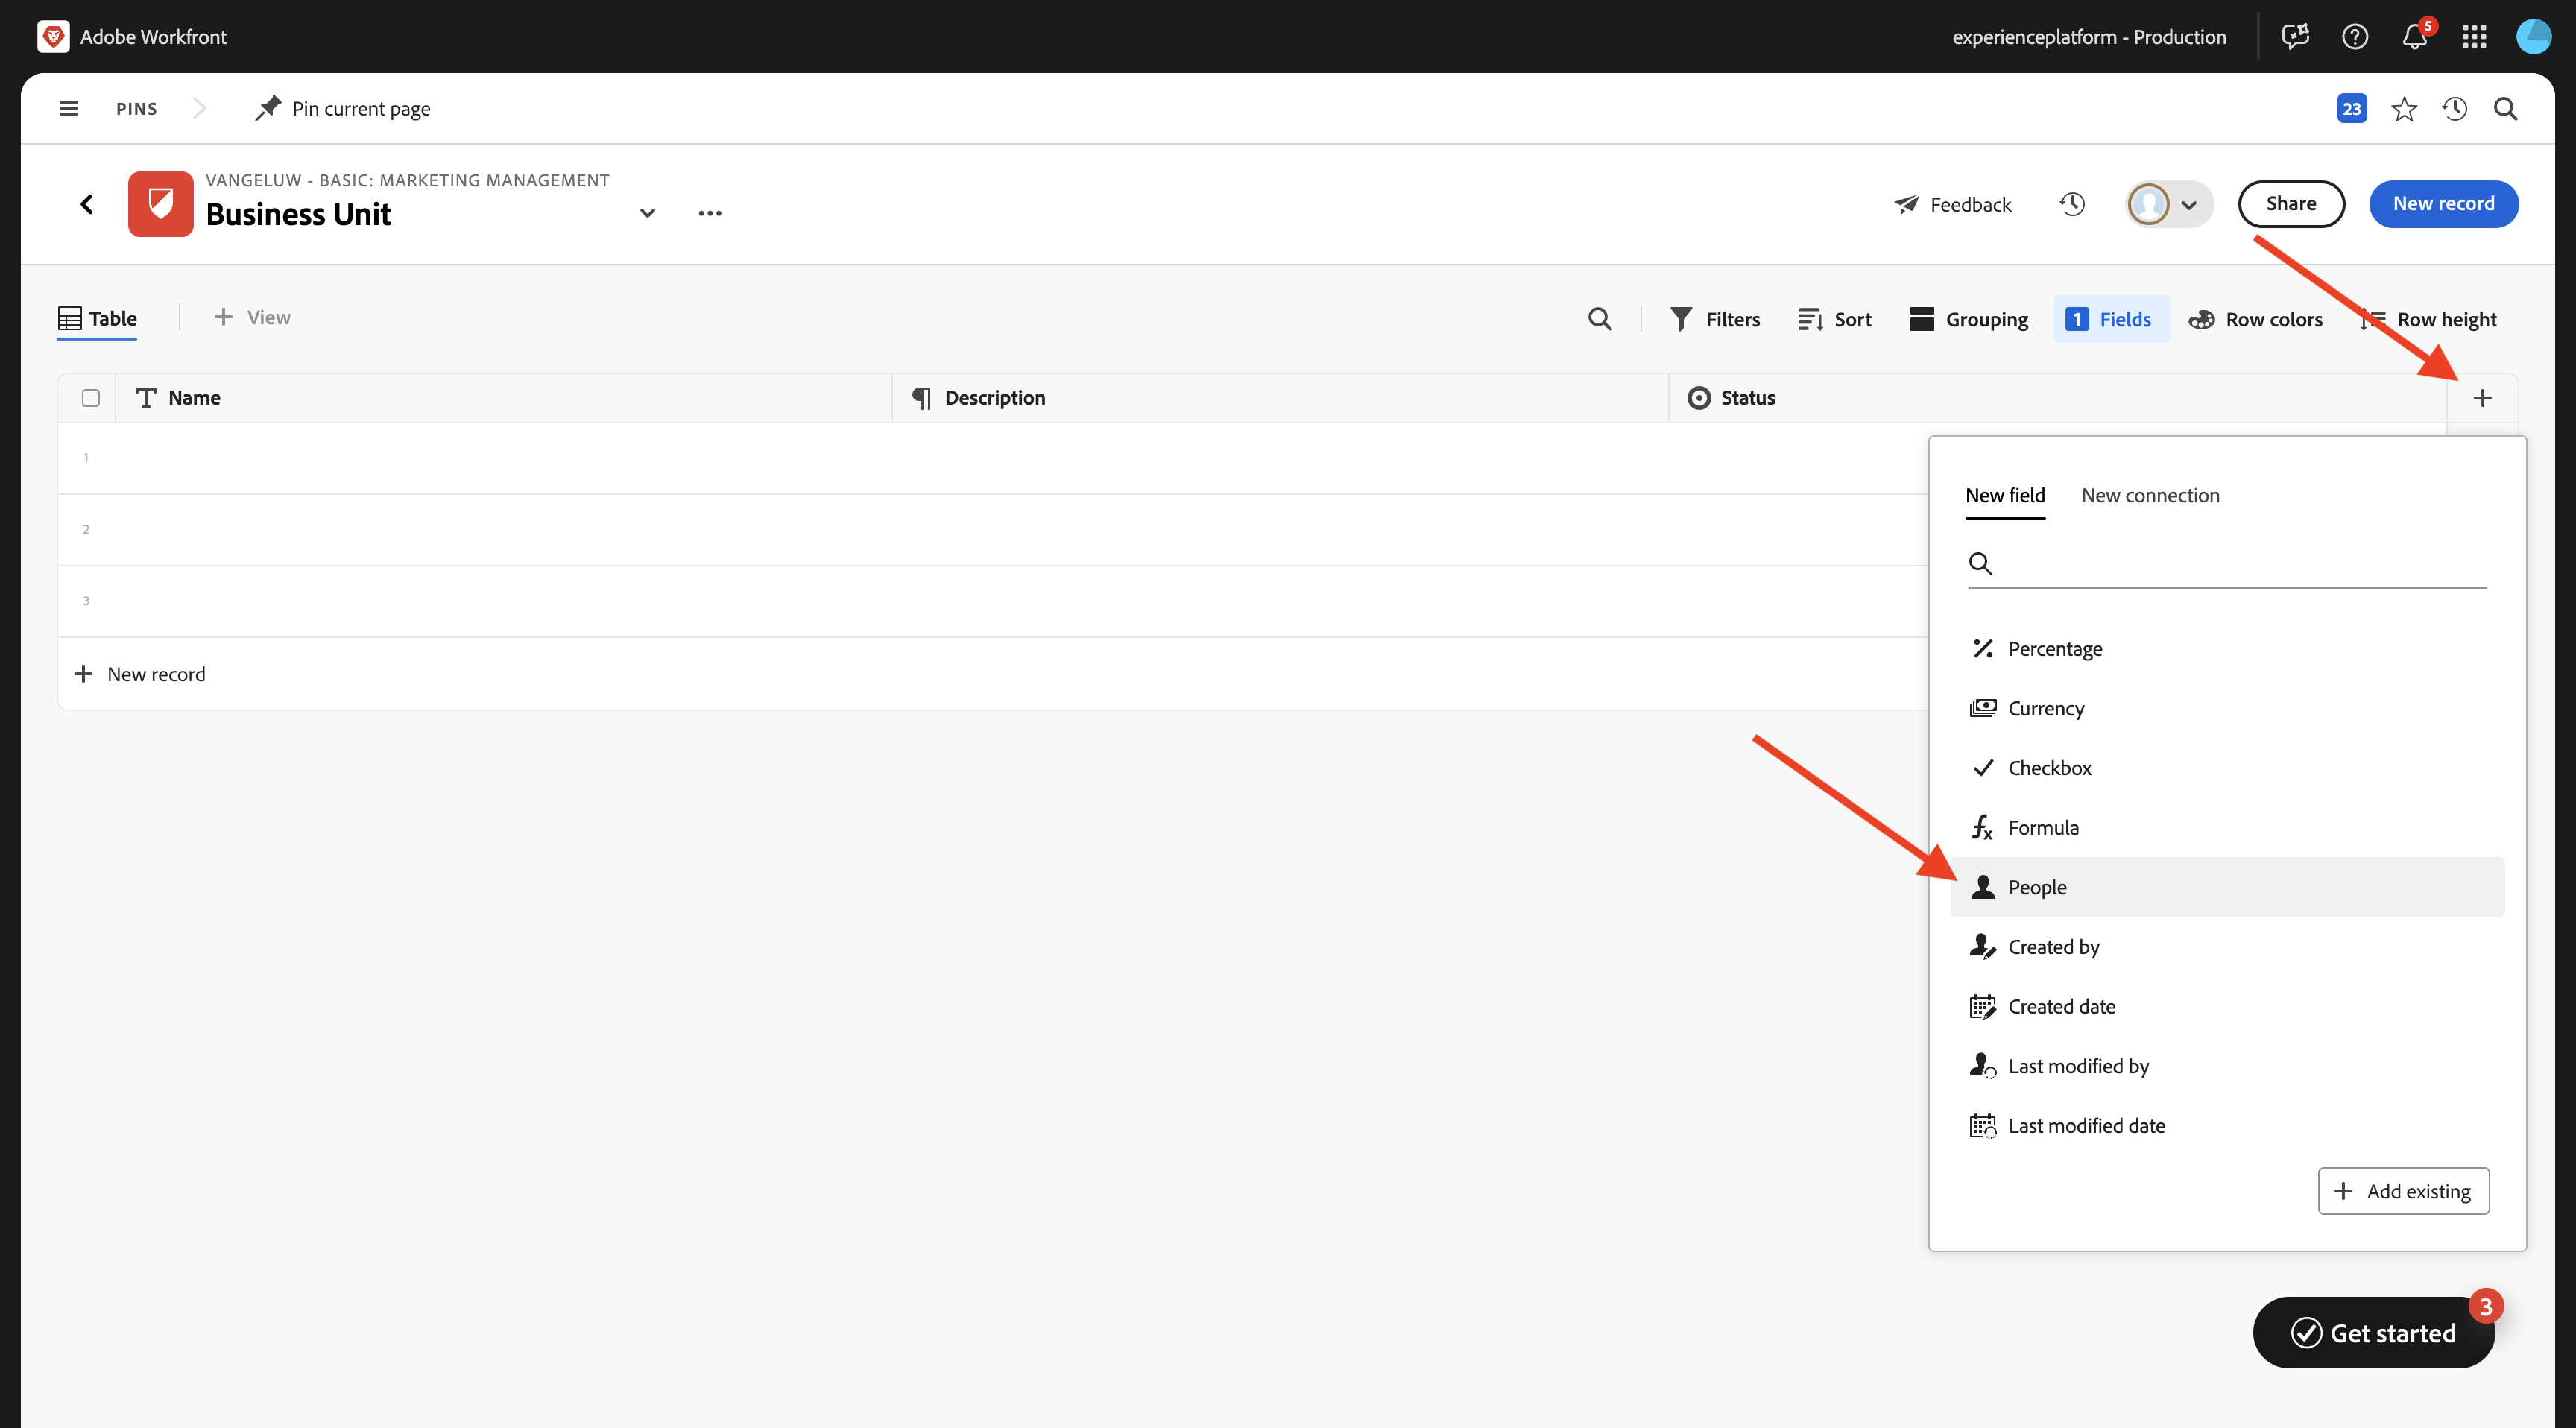 Adobe Workfront
experienceplatform - Production
5
PINS
Pin current page
23
VANGELUW - BASIC: MARKETING MANAGEMENT
Business Unit
Feedback
Share
New record
Table
View
Filters
Sort
Grouping
1 Fields
Row colors
Row height
Name
Description
Status
1
2
3
New record
New field
New connection
Percentage
Currency
Checkbox
Formula
People
Created by
Created date
Last modified by
Last modified date
Add existing
3
Get started